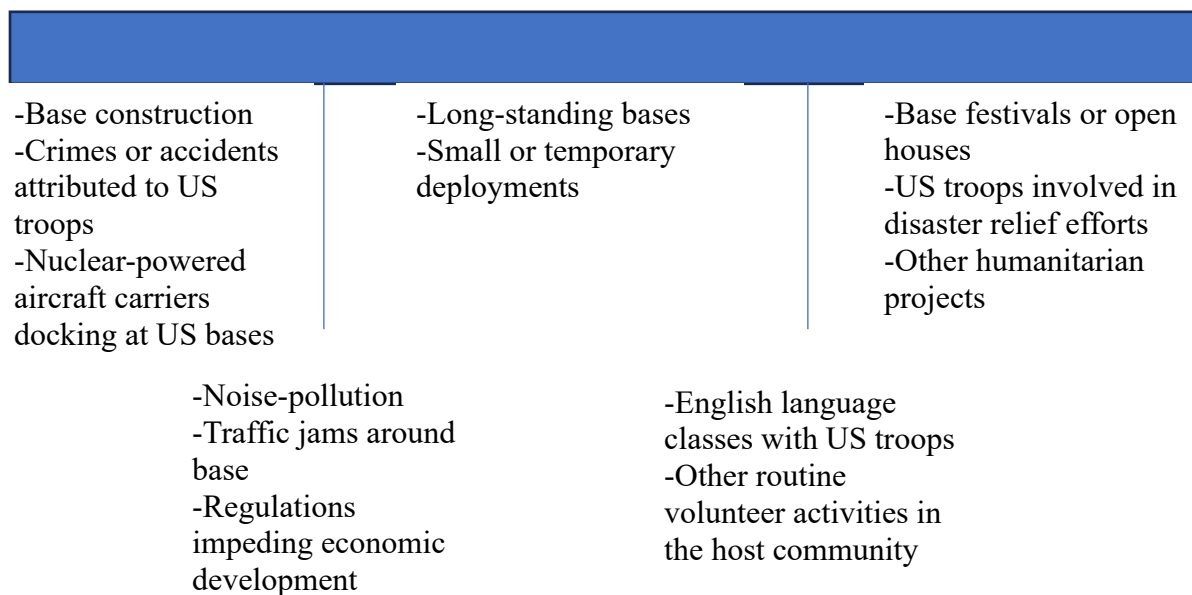 -Base construction
-Crimes or accidents
attributed to US
troops
-Nuclear-powered
aircraft carriers
docking at US bases
-Long-standing bases
-Small or temporary
deployments
-Base festivals or open
houses
-US troops involved in
disaster relief efforts
-Other humanitarian
projects
-Noise-pollution
-Traffic jams around
base
-Regulations
impeding economic
development
-English language
classes with US troops
-Other routine
volunteer activities in
the host community